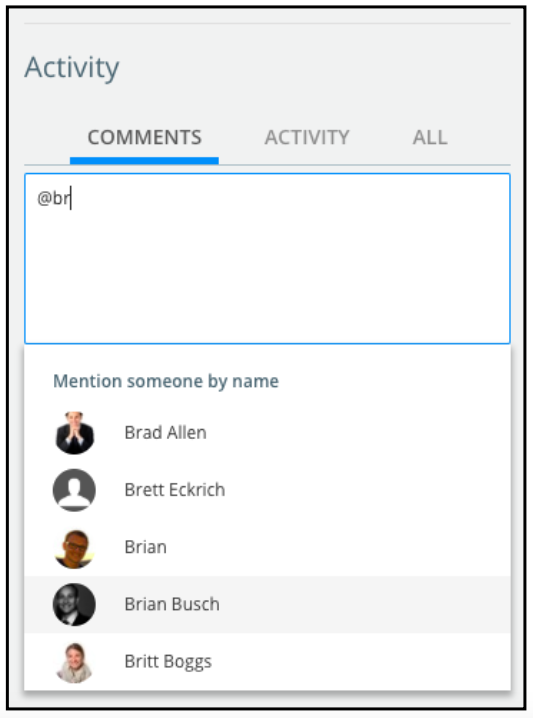 Activity
COMMENTS ACTIVITY ALL
@br
Mention someone by name
Brad Allen
Brett Eckrich
Brian
Brian Busch
Britt Boggs